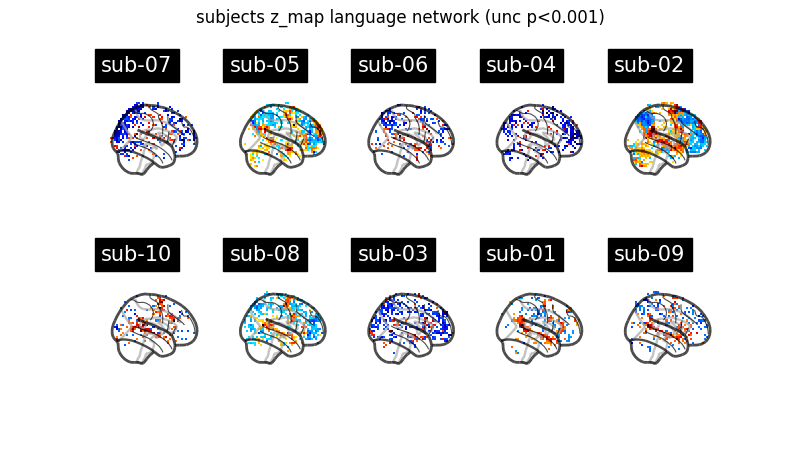 subjects z_map language network (unc p<0.001)
sub-07 sub-05 sub-06 sub-04 sub-02
sub-10 sub-08 sub-03 sub-01 sub-09